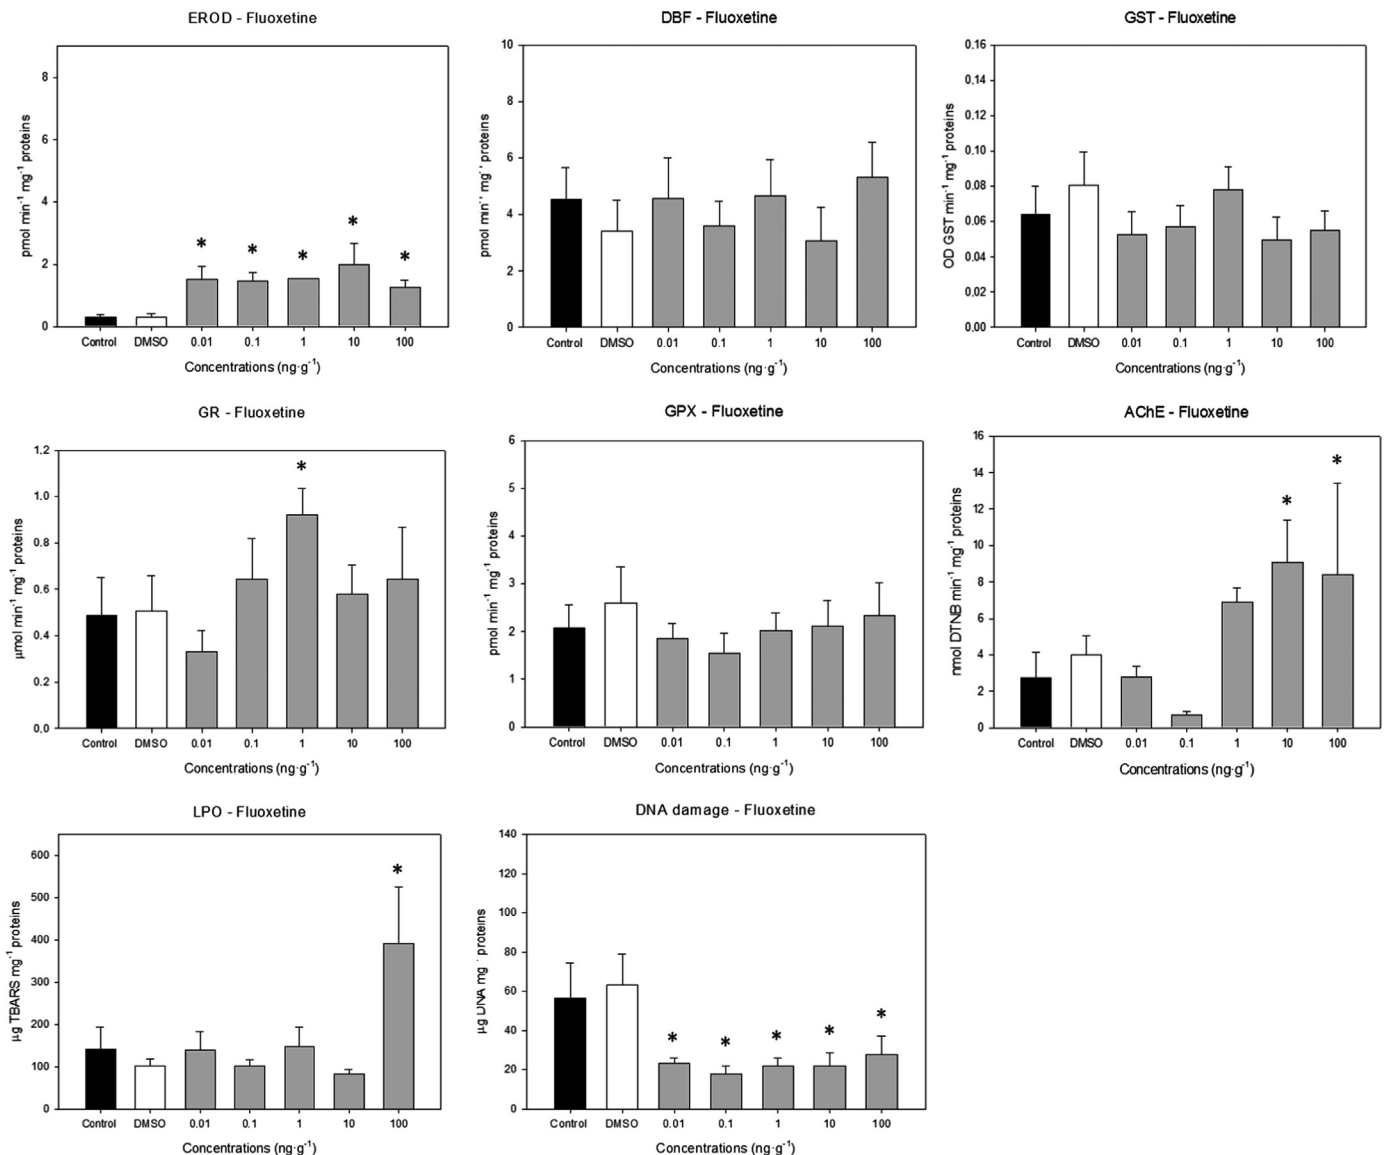 EROD - Fluoxetine
pmol min-1 mg-1 proteins
8
6
4
2
0
*
*
*
*
*
Control DMSO 0.01 0.1 1 10 100
Concentrations (ng·g-1)
DBF - Fluoxetine
pmol min-1 mg-1 proteins
10
8
6
4
2
0
Control DMSO 0.01 0.1 1 10 100
Concentrations (ng·g-1)
GST - Fluoxetine
OD GST min-1 mg-1 proteins
0.16
0.14
0.12
0.10
0.08
0.06
0.04
0.02
0.00
Control DMSO 0.01 0.1 1 10 100
Concentrations (ng·g-1)
GR - Fluoxetine
µmol min-1 mg-1 proteins
1.2
1.0
0.8
0.6
0.4
0.2
0.0
*
Control DMSO 0.01 0.1 1 10 100
Concentrations (ng·g-1)
GPX - Fluoxetine
pmol min-1 mg-1 proteins
6
5
4
3
2
1
0
Control DMSO 0.01 0.1 1 10 100
Concentrations (ng·g-1)
AChE - Fluoxetine
nmol DTNB min-1 mg-1 proteins
16
14
12
10
8
6
4
2
0
*
*
Control DMSO 0.01 0.1 1 10 100
Concentrations (ng·g-1)
LPO - Fluoxetine
µg TBARS mg-1 proteins
600
500
400
300
200
100
0
*
Control DMSO 0.01 0.1 1 10 100
Concentrations (ng·g-1)
DNA damage - Fluoxetine
µg DNA mg-1 proteins
140
120
100
80
60
40
20
0
*
*
*
*
*
Control DMSO 0.01 0.1 1 10 100
Concentrations (ng·g-1)